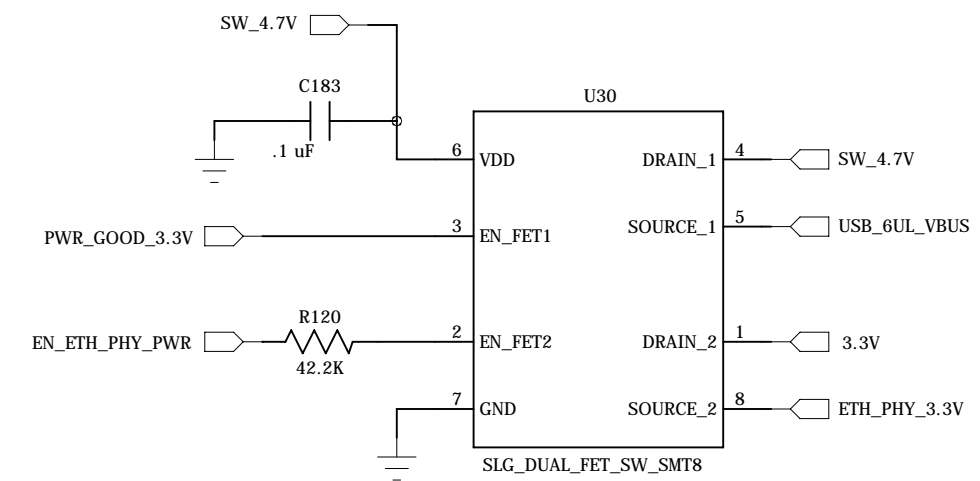 SW_4.7V
C183
.1 uF
U30
6 VDD
DRAIN_1 4
SW_4.7V
PWR_GOOD_3.3V
3 EN_FET1
SOURCE_1 5
USB_6UL_VBUS
EN_ETH_PHY_PWR
R120
42.2K
2 EN_FET2
DRAIN_2 1
3.3V
7 GND
SOURCE_2 8
ETH_PHY_3.3V
SLG_DUAL_FET_SW_SMT8